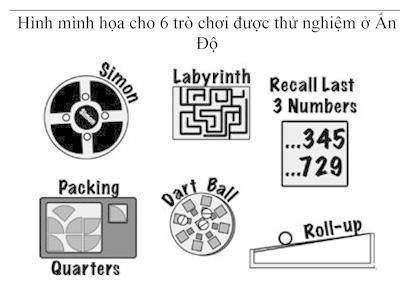 Hình mình họa cho 6 trò chơi được thử nghiệm ở Ấn
Độ
Simon
Labyrinth
Recall Last
3 Numbers
...345
...729
Packing
Quarters
Dart Ball
Roll-up